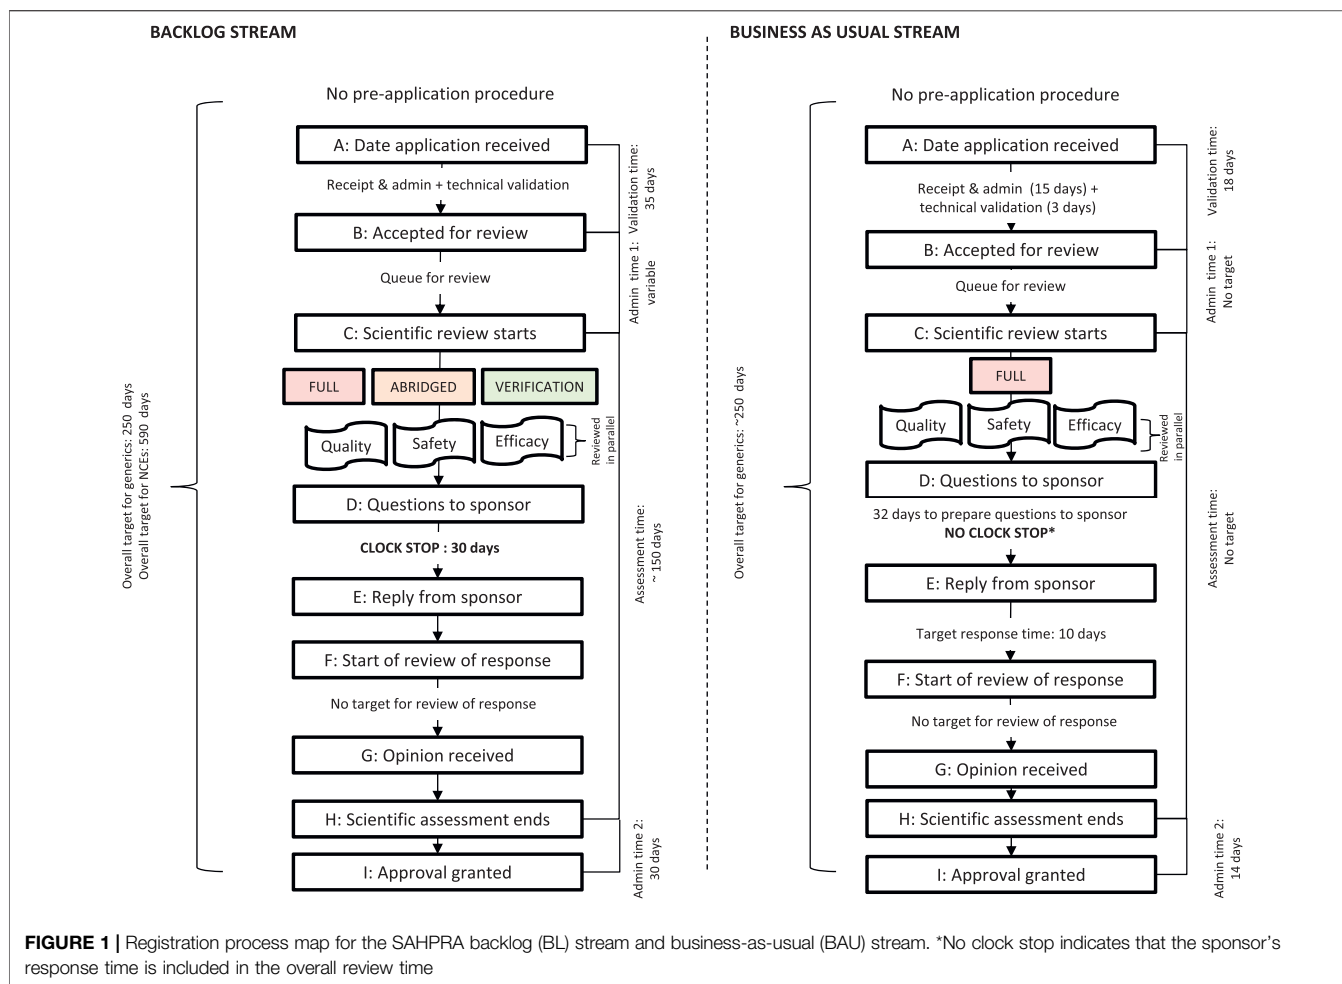 BACKLOG STREAM
No pre-application procedure
A: Date application received
Receipt & admin + technical validation
B: Accepted for review
Queue for review
C: Scientific review starts
FULL
ABRIDGED
VERIFICATION
Quality
Safety
Efficacy
Reviewed
in parallel
D: Questions to sponsor
CLOCK STOP : 30 days
E: Reply from sponsor
F: Start of review of response
No target for review of response
G: Opinion received
H: Scientific assessment ends
I: Approval granted
Overall target for generics: 250 days
Overall target for NCEs: 590 days
Validation time:
35 days
Admin time 1:
variable
Assessment time:
~ 150 days
Admin time 2:
30 days
BUSINESS AS USUAL STREAM
No pre-application procedure
A: Date application received
Receipt & admin (15 days) +
technical validation (3 days)
B: Accepted for review
Queue for review
C: Scientific review starts
FULL
Quality
Safety
Efficacy
Reviewed
in parallel
D: Questions to sponsor
32 days to prepare questions to sponsor
NO CLOCK STOP*
E: Reply from sponsor
Target response time: 10 days
F: Start of review of response
No target for review of response
G: Opinion received
H: Scientific assessment ends
I: Approval granted
Overall target for generics: ~250 days
Validation time:
18 days
Admin time 1:
No target
Assessment time:
No target
Admin time 2:
14 days
FIGURE 1 | Registration process map for the SAHPRA backlog (BL) stream and business-as-usual (BAU) stream. *No clock stop indicates that the sponsor's
response time is included in the overall review time